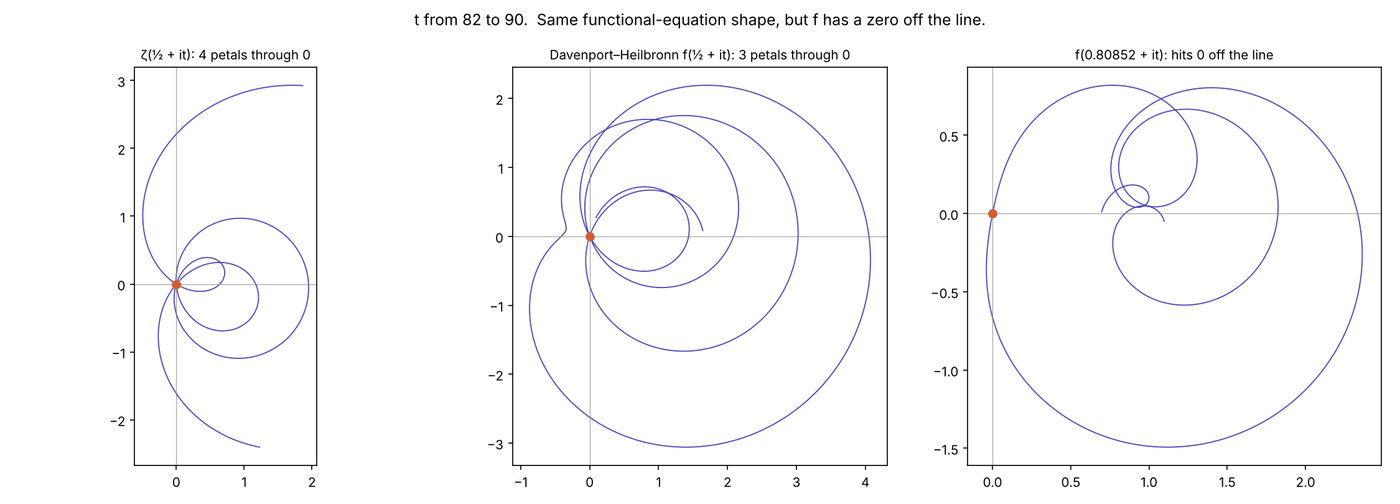 t from 82 to 90.  Same functional-equation shape, but f has a zero off the line.
ζ(½ + it): 4 petals through 0
3
2
1
0
−1
−2
0 1 2
Davenport–Heilbronn f(½ + it): 3 petals through 0
2
1
0
−1
−2
−3
−1 0 1 2 3 4
f(0.80852 + it): hits 0 off the line
0.5
0.0
−0.5
−1.0
−1.5
0.0 0.5 1.0 1.5 2.0